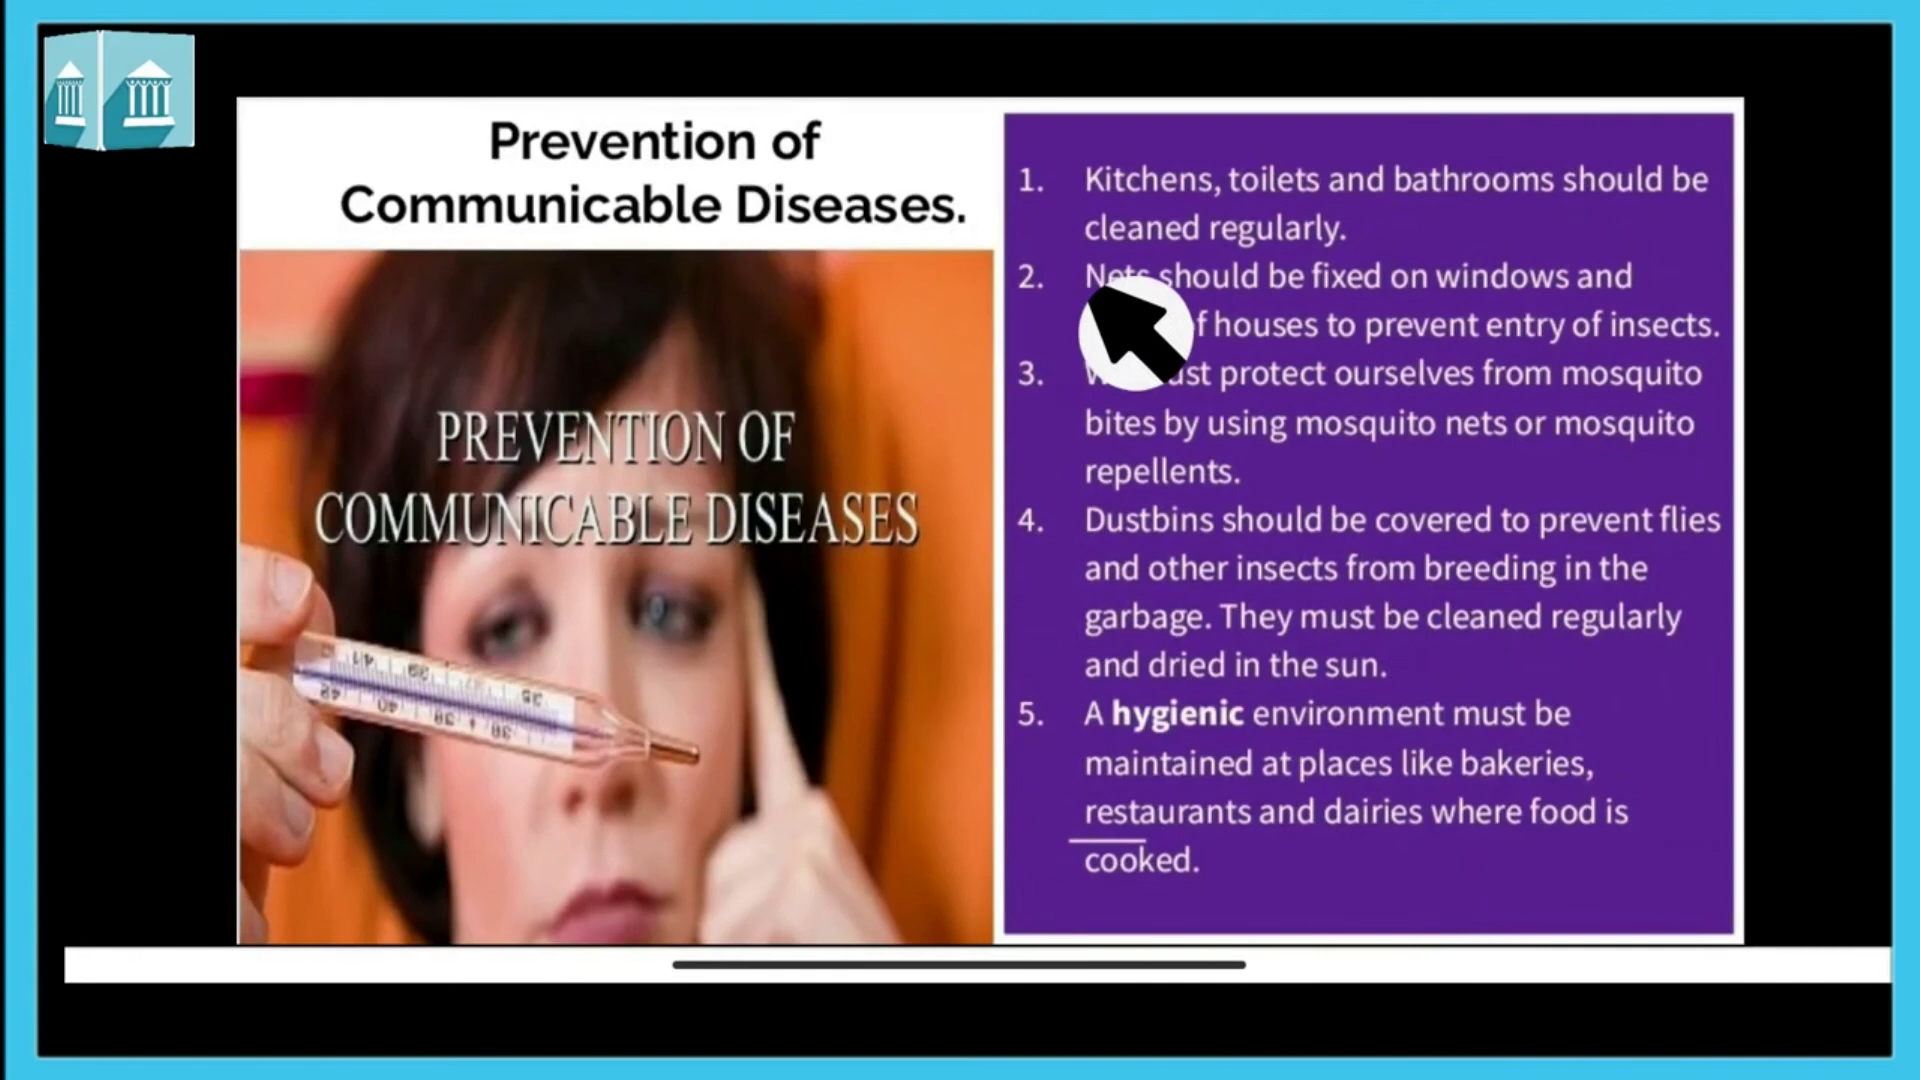 Prevention of
Communicable Diseases.
PREVENTION OF
COMMUNICABLE DISEASES
1. Kitchens, toilets and bathrooms should be
cleaned regularly.
2. Nets should be fixed on windows and
houses to prevent entry of insects.
3. protect ourselves from mosquito
bites by using mosquito nets or mosquito
repellents.
4. Dustbins should be covered to prevent flies
and other insects from breeding in the
garbage. They must be cleaned regularly
and dried in the sun.
5. A hygienic environment must be
maintained at places like bakeries,
restaurants and dairies where food is
cooked.